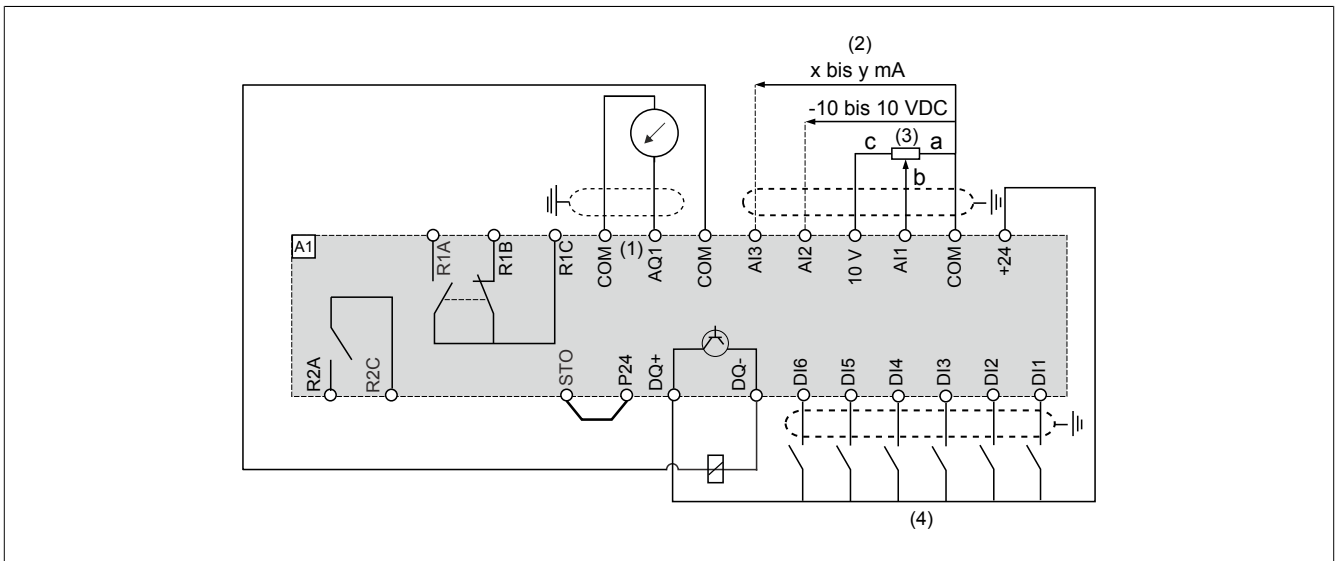 (2)
x bis y mA
-10 bis 10 VDC
c
(3)
a
b
A1
R1A
R1B
R1C
COM
(1)
AQ1
COM
AI3
AI2
10 V
AI1
COM
+24
R2A
R2C
STO
P24
DQ+
DQ-
DI6
DI5
DI4
DI3
DI2
DI1
(4)